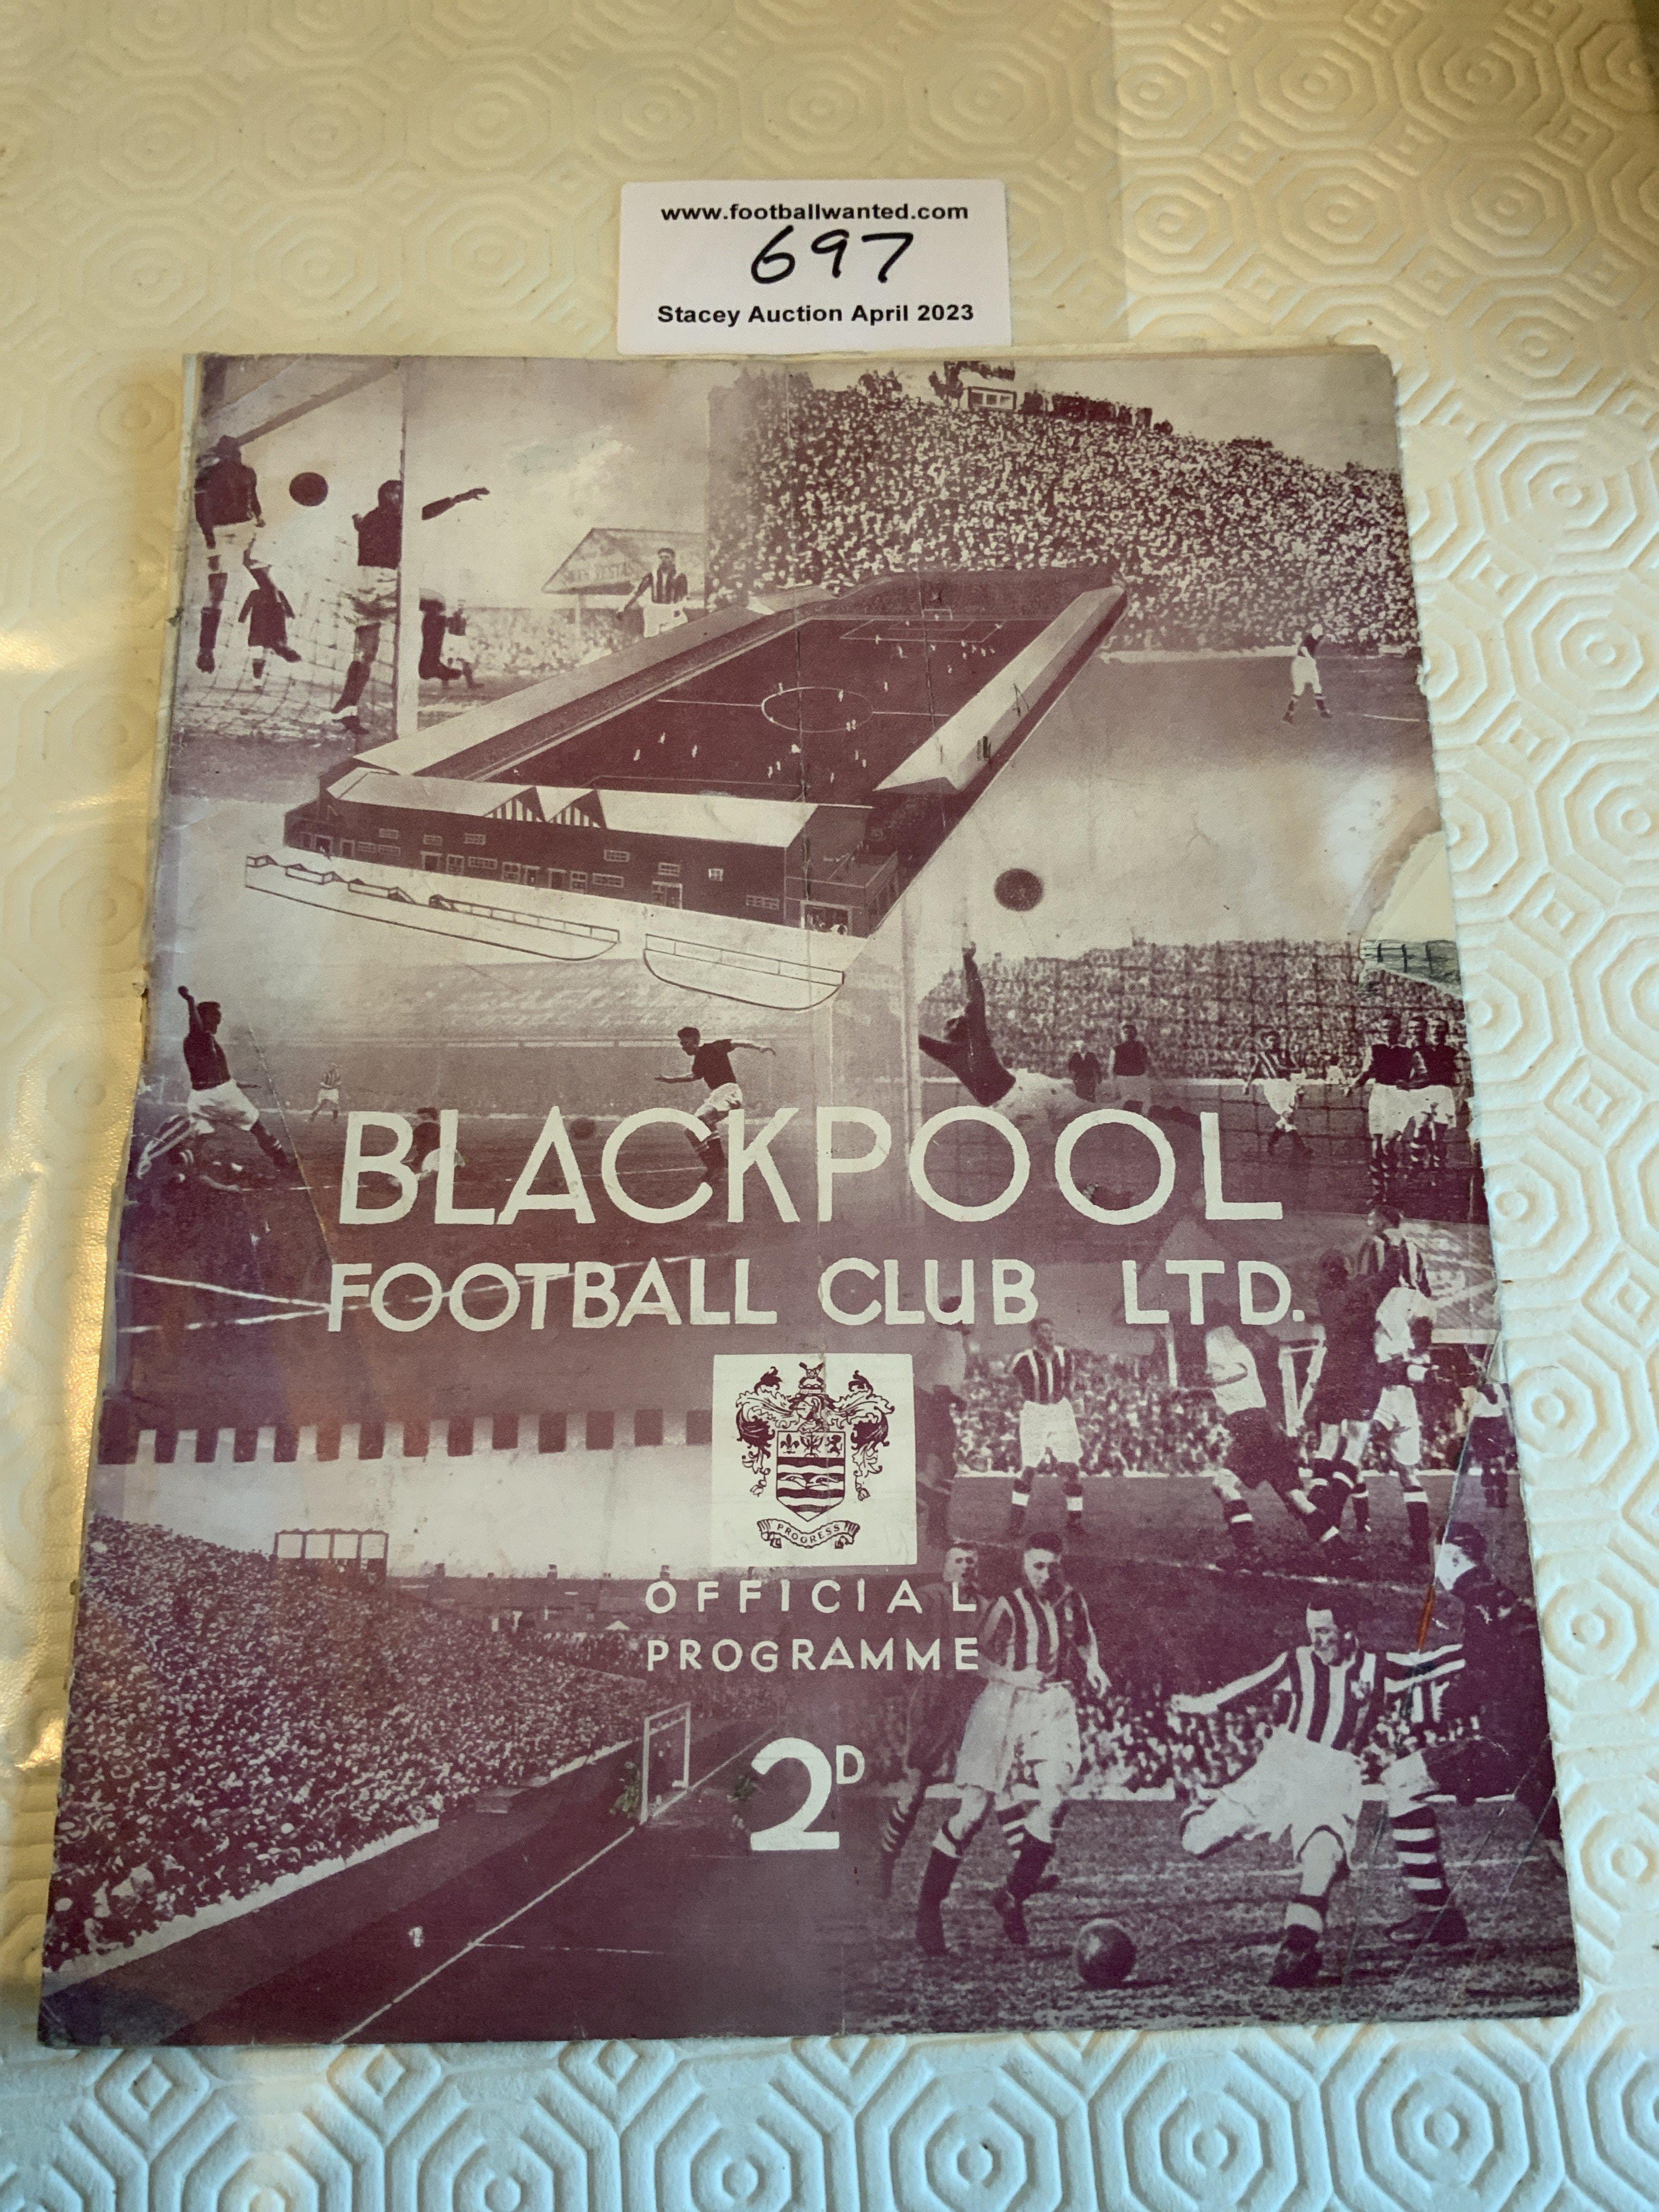 www.footballwanted.com
697
Stacey Auction April 2023
BLACKPOOL
FOOTBALL CLUB LTD.
PROGRESS
OFFICIAL
PROGRAMME
2D